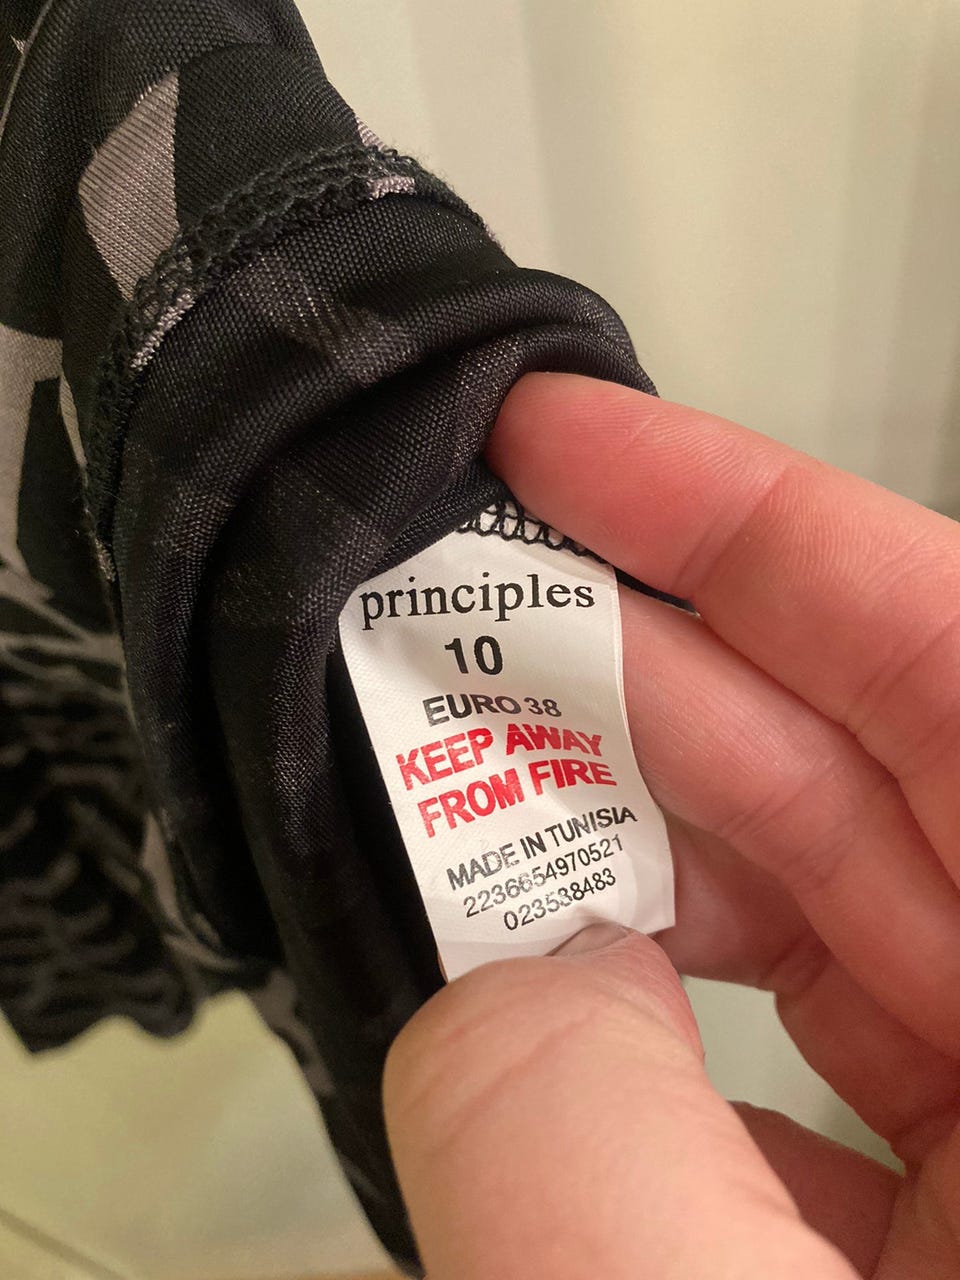 principles
10
EURO 38
KEEP AWAY
FROM FIRE
MADE IN TUNISIA
2236654970521
023538483